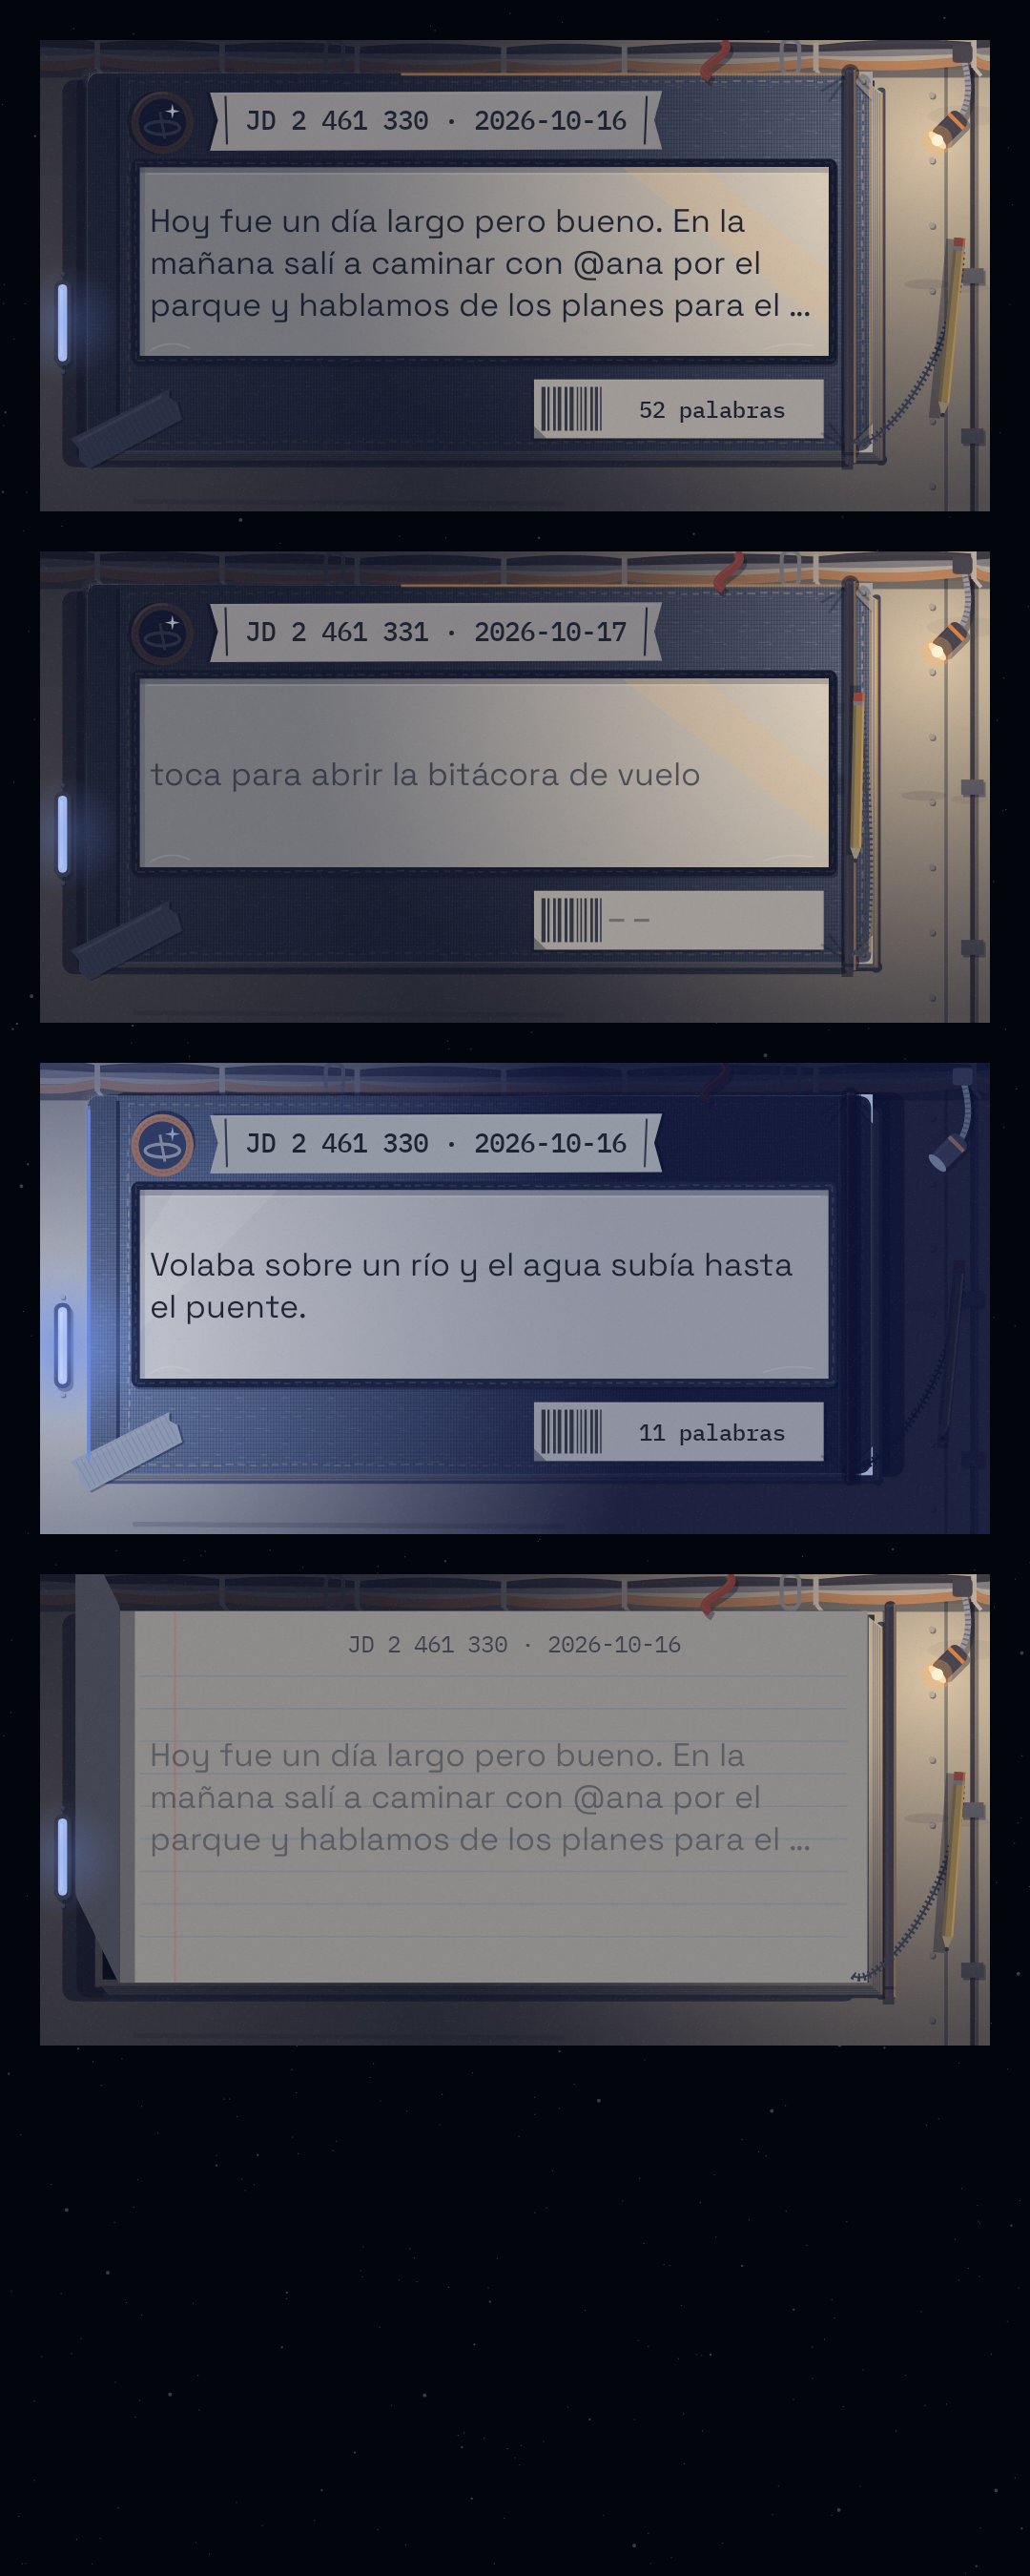 JD 2 461 330 · 2026-10-16
Hoy fue un día largo pero bueno. En la
mañana salí a caminar con @ana por el
parque y hablamos de los planes para el …
52 palabras
JD 2 461 331 · 2026-10-17
toca para abrir la bitácora de vuelo
— —
JD 2 461 330 · 2026-10-16
Volaba sobre un río y el agua subía hasta
el puente.
11 palabras
JD 2 461 330 · 2026-10-16
Hoy fue un día largo pero bueno. En la
mañana salí a caminar con @ana por el
parque y hablamos de los planes para el …